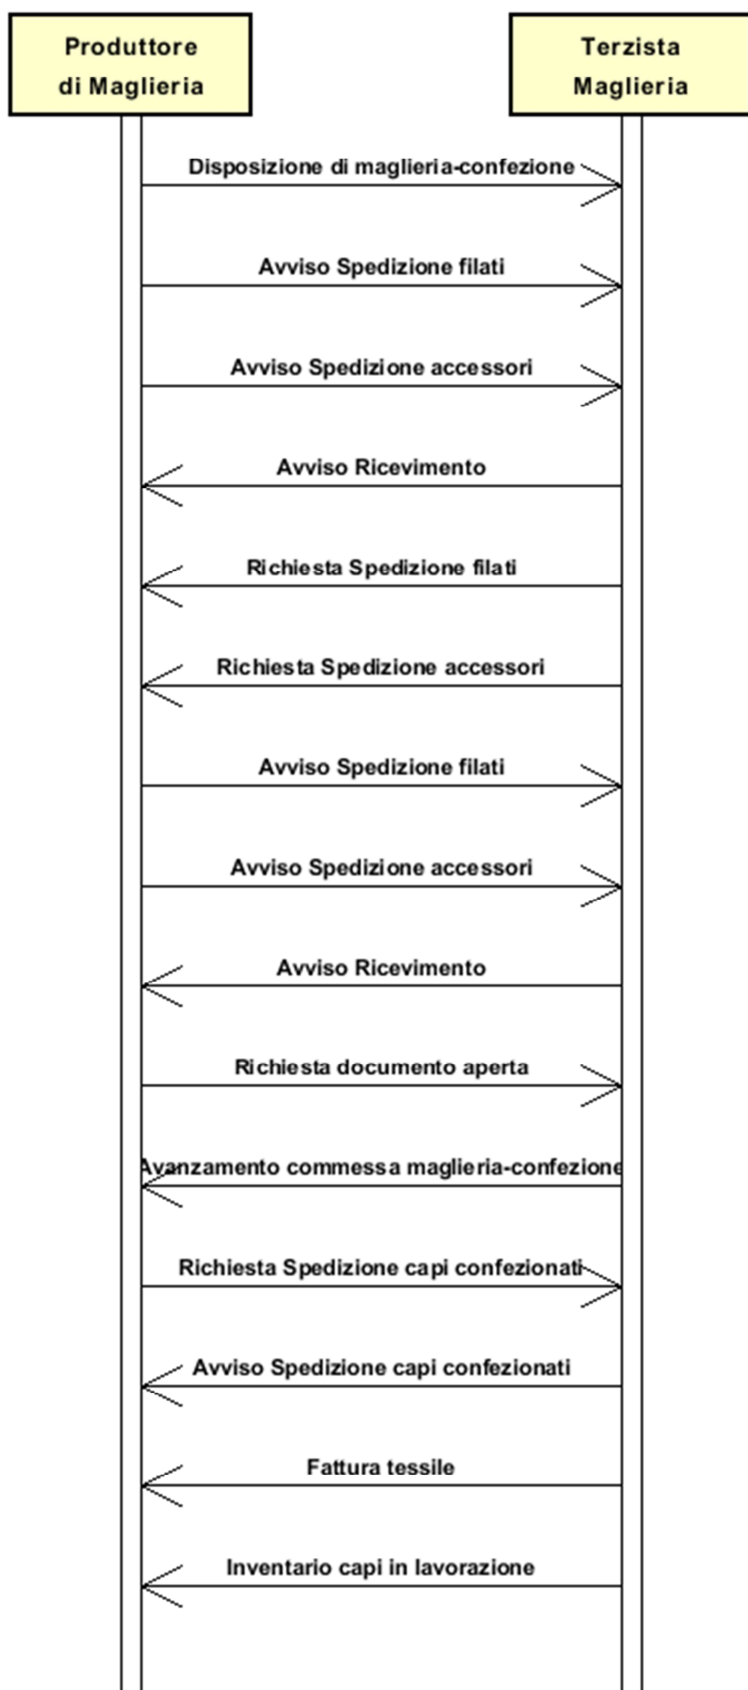 Produttore
di Maglieria
Terzista
Maglieria
Disposizione di maglieria-confezione
Avviso Spedizione filati
Avviso Spedizione accessori
Avviso Ricevimento
Richiesta Spedizione filati
Richiesta Spedizione accessori
Avviso Spedizione filati
Avviso Spedizione accessori
Avviso Ricevimento
Richiesta documento aperta
Avanzamento commessa maglieria-confezione
Richiesta Spedizione capi confezionati
Avviso Spedizione capi confezionati
Fattura tessile
Inventario capi in lavorazione